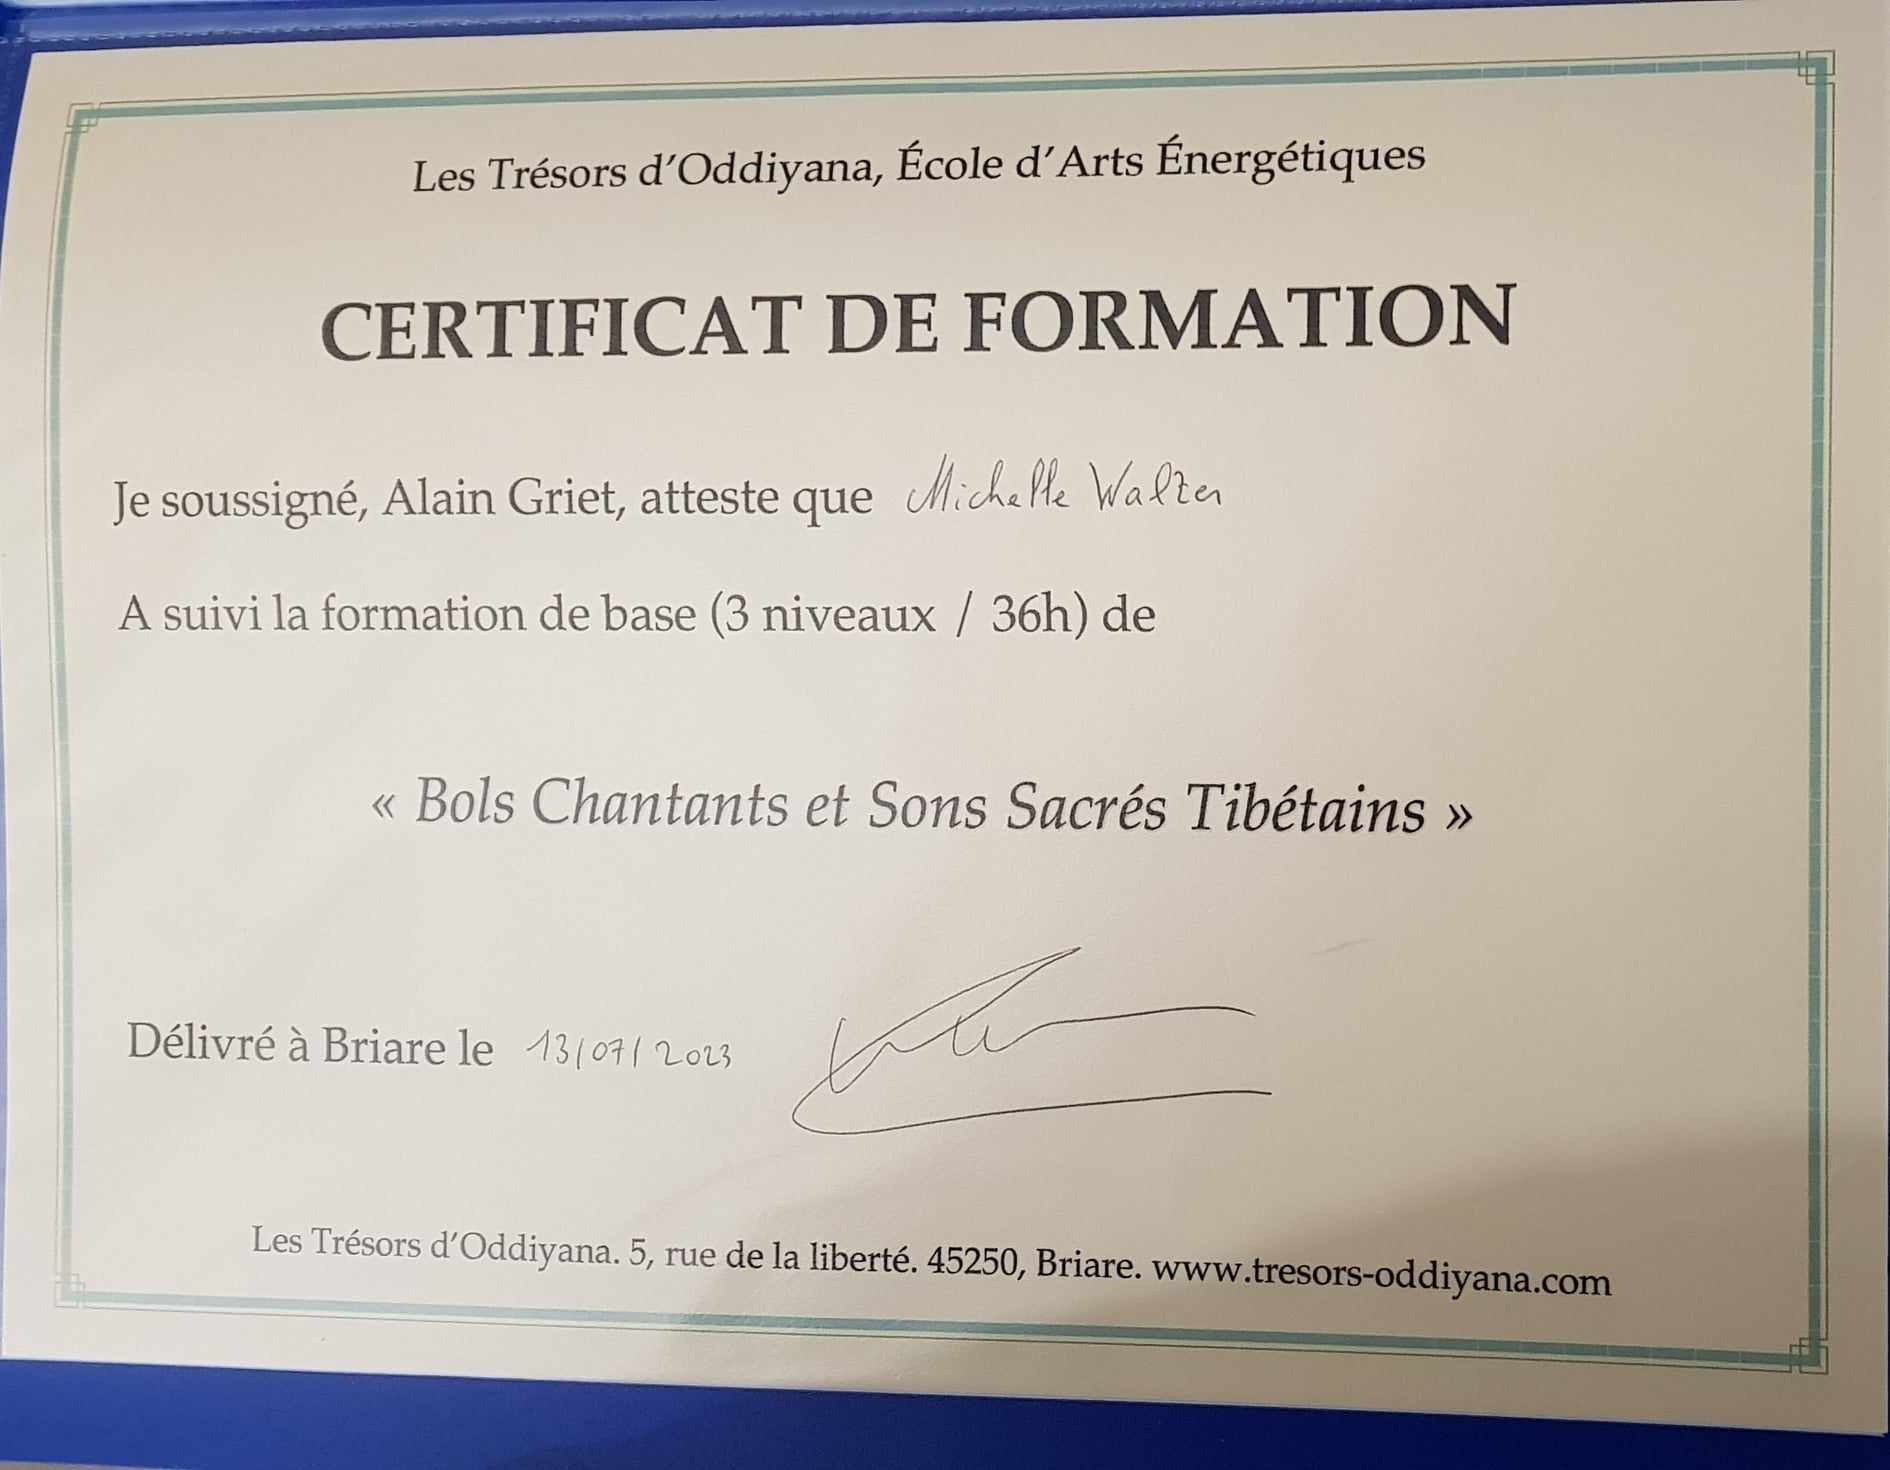 Les Trésors d'Oddiyana, École d'Arts Énergétiques
CERTIFICAT DE FORMATION
Je soussigné, Alain Griet, atteste que Michelle Walter
A suivi la formation de base (3 niveaux / 36h) de
« Bols Chantants et Sons Sacrés Tibétains »
Délivré à Briare le 13/07/2023
Les Trésors d'Oddiyana. 5, rue de la liberté. 45250, Briare. www.tresors-oddiyana.com